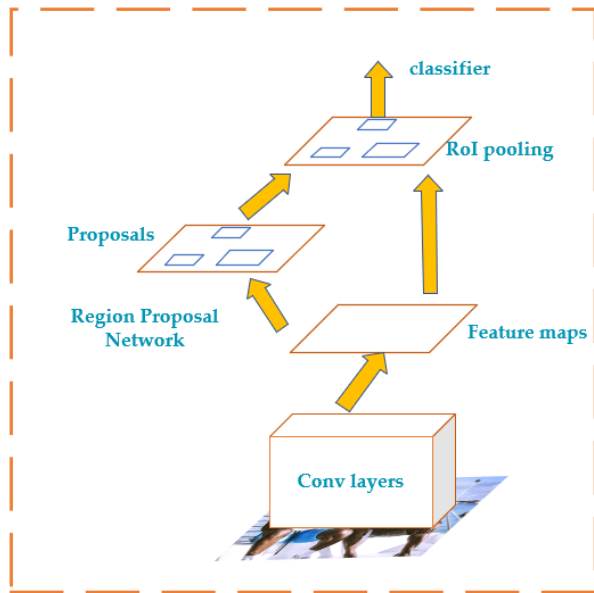 classifier
RoI pooling
Proposals
Region Proposal
Network
Feature maps
Conv layers